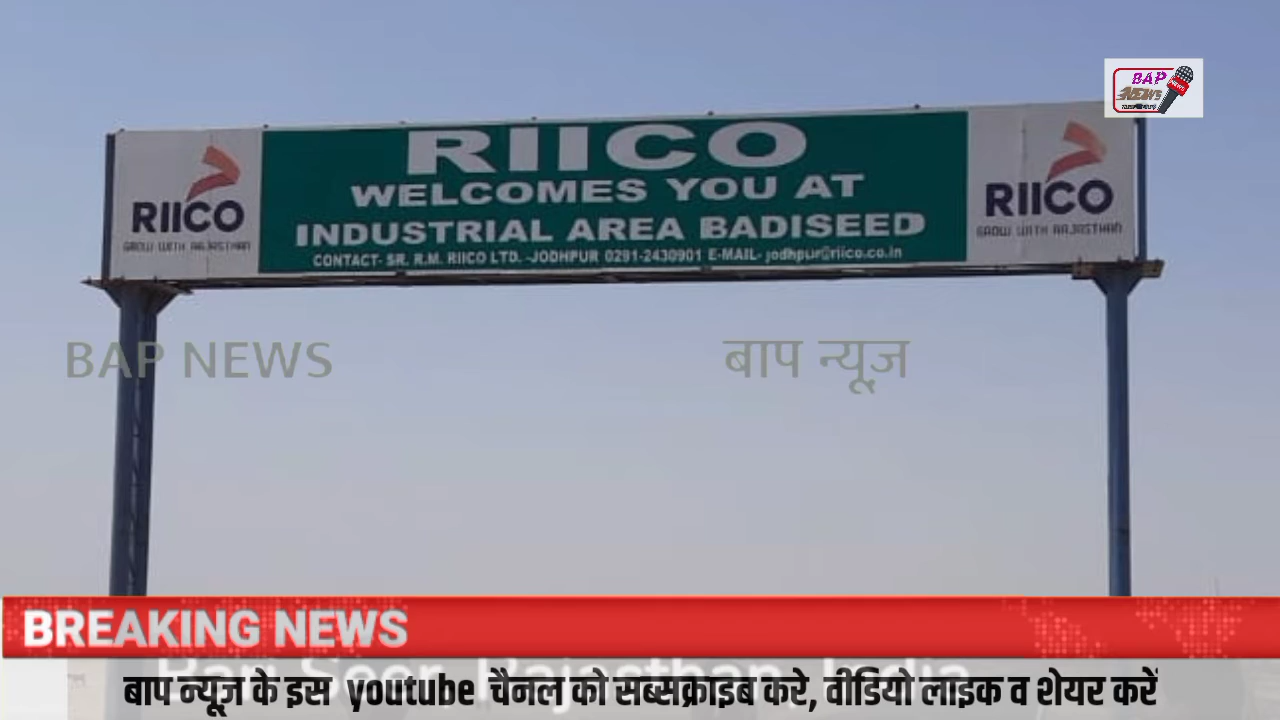 BAP
NEWS
RIICO
GROW WITH RAJASTHAN
RIICO
WELCOMES YOU AT
INDUSTRIAL AREA BADISEED
CONTACT- SR. R.M. RIICO LTD. -JODHPUR 0291-2430901 E-MAIL- jodhpur@riico.co.in
RIICO
GROW WITH RAJASTHAN
BAP NEWS
बाप न्यूज़
BREAKING NEWS
बाप न्यूज़ के इस youtube चैनल को सब्सक्राइब करे, वीडियो लाइक व शेयर करें